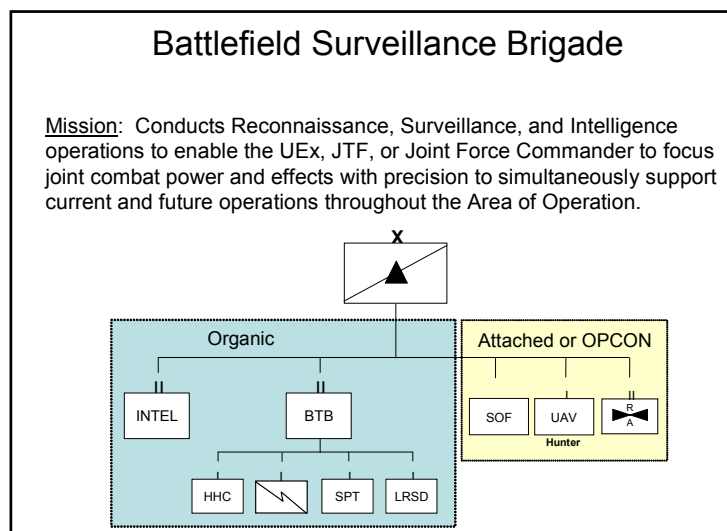 Battlefield Surveillance Brigade
Mission: Conducts Reconnaissance, Surveillance, and Intelligence
operations to enable the UEx, JTF, or Joint Force Commander to focus
joint combat power and effects with precision to simultaneously support
current and future operations throughout the Area of Operation.
X
Organic
Attached or OPCON
II
II
I
II
INTEL
BTB
SOF
UAV
R
A
Hunter
I
I
I
I
HHC
SPT
LRSD